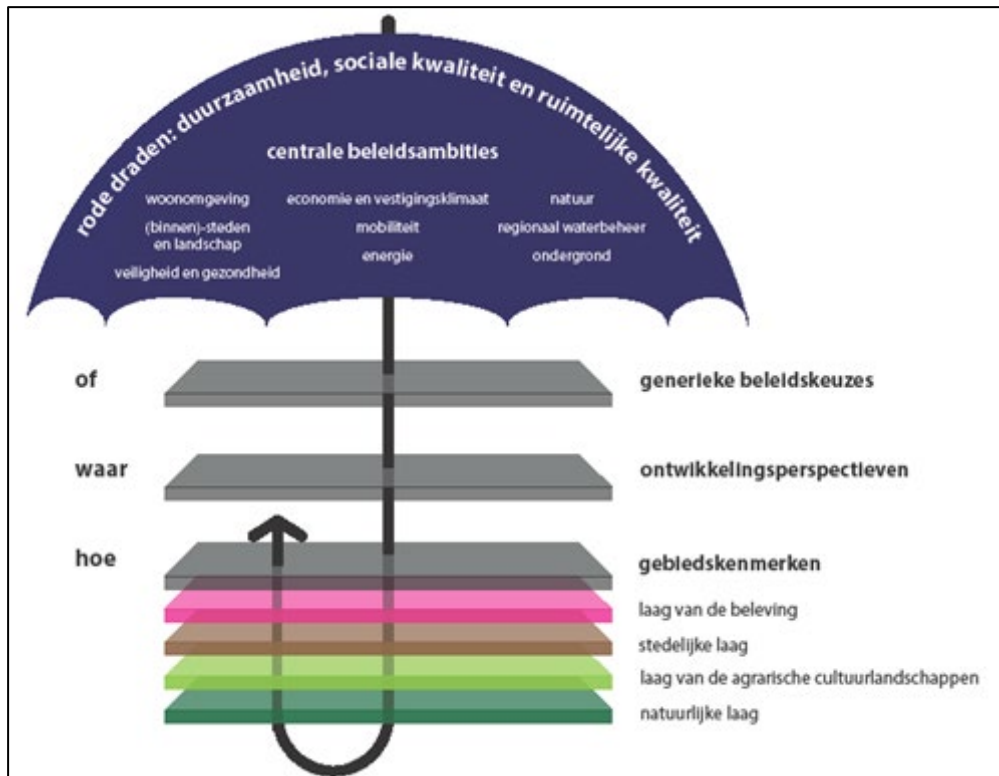 rode draden: duurzaamheid, sociale kwaliteit en ruimtelijke kwaliteit
centrale beleidsambities
woonomgeving
(binnen)-steden
en landschap
veiligheid en gezondheid
economie en vestigingsklimaat
mobiliteit
energie
natuur
regionaal waterbeheer
ondergrond
of
generieke beleidskeuzes
waar
ontwikkelingsperspectieven
hoe
gebiedskenmerken
laag van de beleving
stedelijke laag
laag van de agrarische cultuurlandschappen
natuurlijke laag